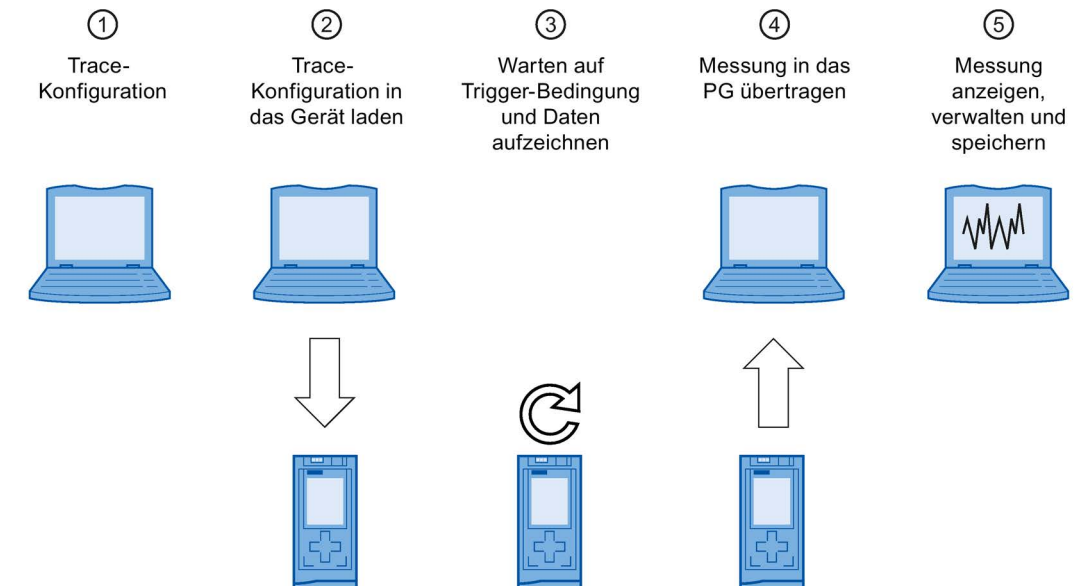 ①
Trace-
Konfiguration
②
Trace-
Konfiguration in
das Gerät laden
③
Warten auf
Trigger-Bedingung
und Daten
aufzeichnen
④
Messung in das
PG übertragen
⑤
Messung
anzeigen,
verwalten und
speichern